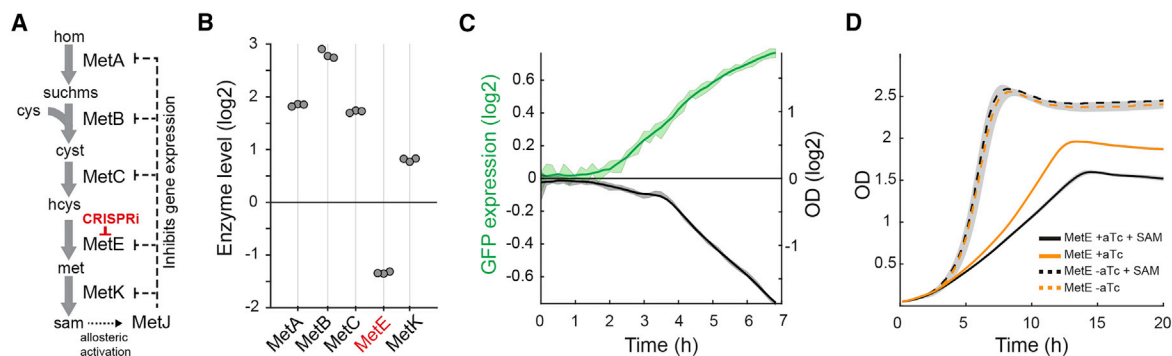 A
hom
MetA
suchms
cys
MetB
cyst
MetC
hcys
CRISPRi
MetE
met
MetK
sam
MetJ
allosteric
activation
Inhibits gene expression
B
Enzyme level (log2)
3
2
1
0
-1
-2
MetA
MetB
MetC
MetE
MetK
C
GFP expression (log2)
0.6
0.4
0.2
0
-0.2
-0.4
-0.6
OD (log2)
1
0
-1
0 1 2 3 4 5 6 7
Time (h)
D
OD
2.5
2.0
1.5
1.0
0.5
MetE +aTc + SAM
MetE +aTc
MetE -aTc + SAM
MetE -aTc
0 5 10 15 20
Time (h)